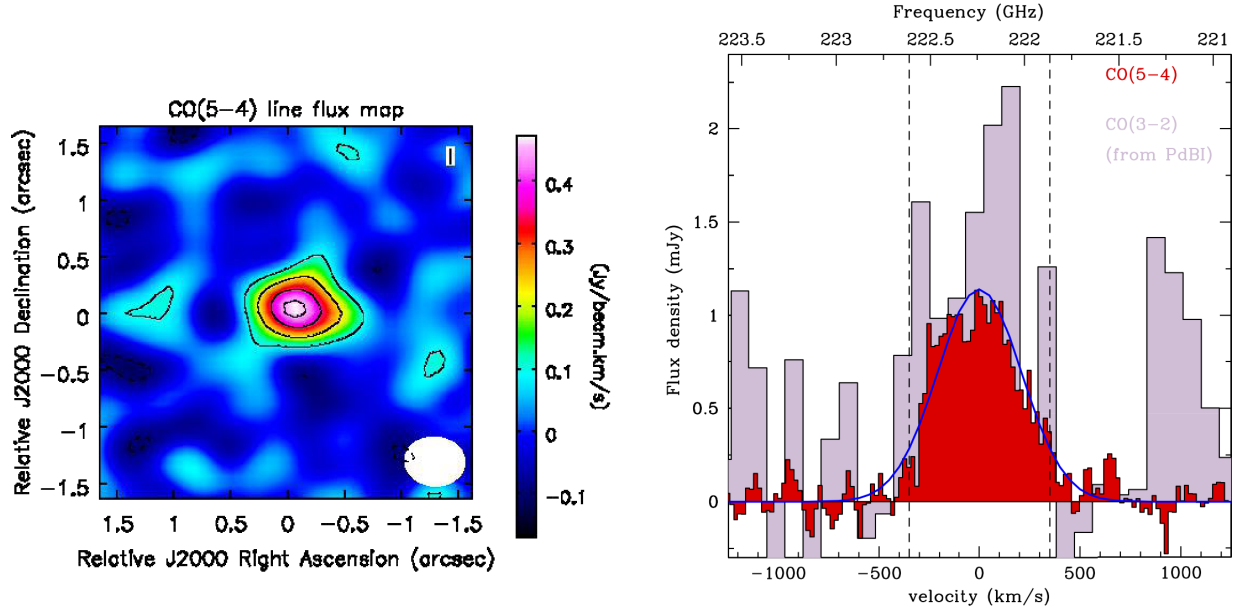 CO(5−4) line flux map
Relative J2000 Declination (arcsec)
1.5
1
0.5
0
−0.5
−1
−1.5
1.5 1 0.5 0 −0.5 −1 −1.5
Relative J2000 Right Ascension (arcsec)
I
0.4
0.3
0.2
0.1
0
−0.1
(Jy/beam.km/s)
Frequency (GHz)
223.5 223 222.5 222 221.5 221
CO(5−4)
CO(3−2)
(from PdBI)
Flux density (mJy)
2
1.5
1
0.5
0
−1000 −500 0 500 1000
velocity (km/s)